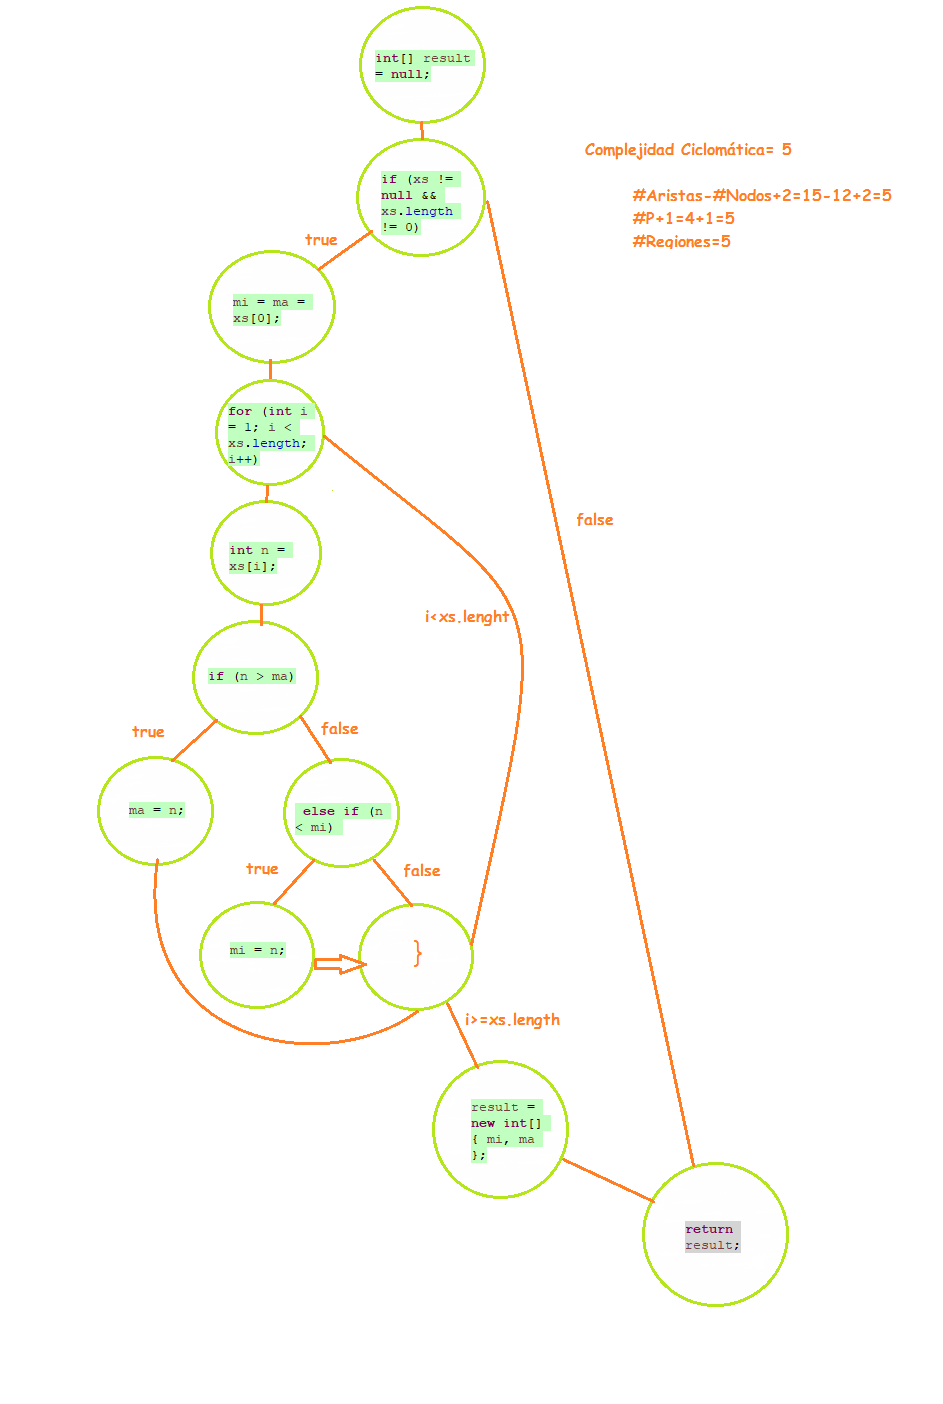 int[] result
= null;
Complejidad Ciclomática= 5
if (xs !=
null &&
xs.length
!= 0)
#Aristas-#Nodos+2=15-12+2=5
#P+1=4+1=5
#Regiones=5
true
mi = ma =
xs[0];
for (int i
= 1; i <
xs.length;
i++)
false
int n =
xs[i];
i<xs.lenght
if (n > ma)
true
false
ma = n;
else if (n
< mi)
true
false
mi = n;
}
i>=xs.length
result =
new int[]
{ mi, ma
};
return
result;